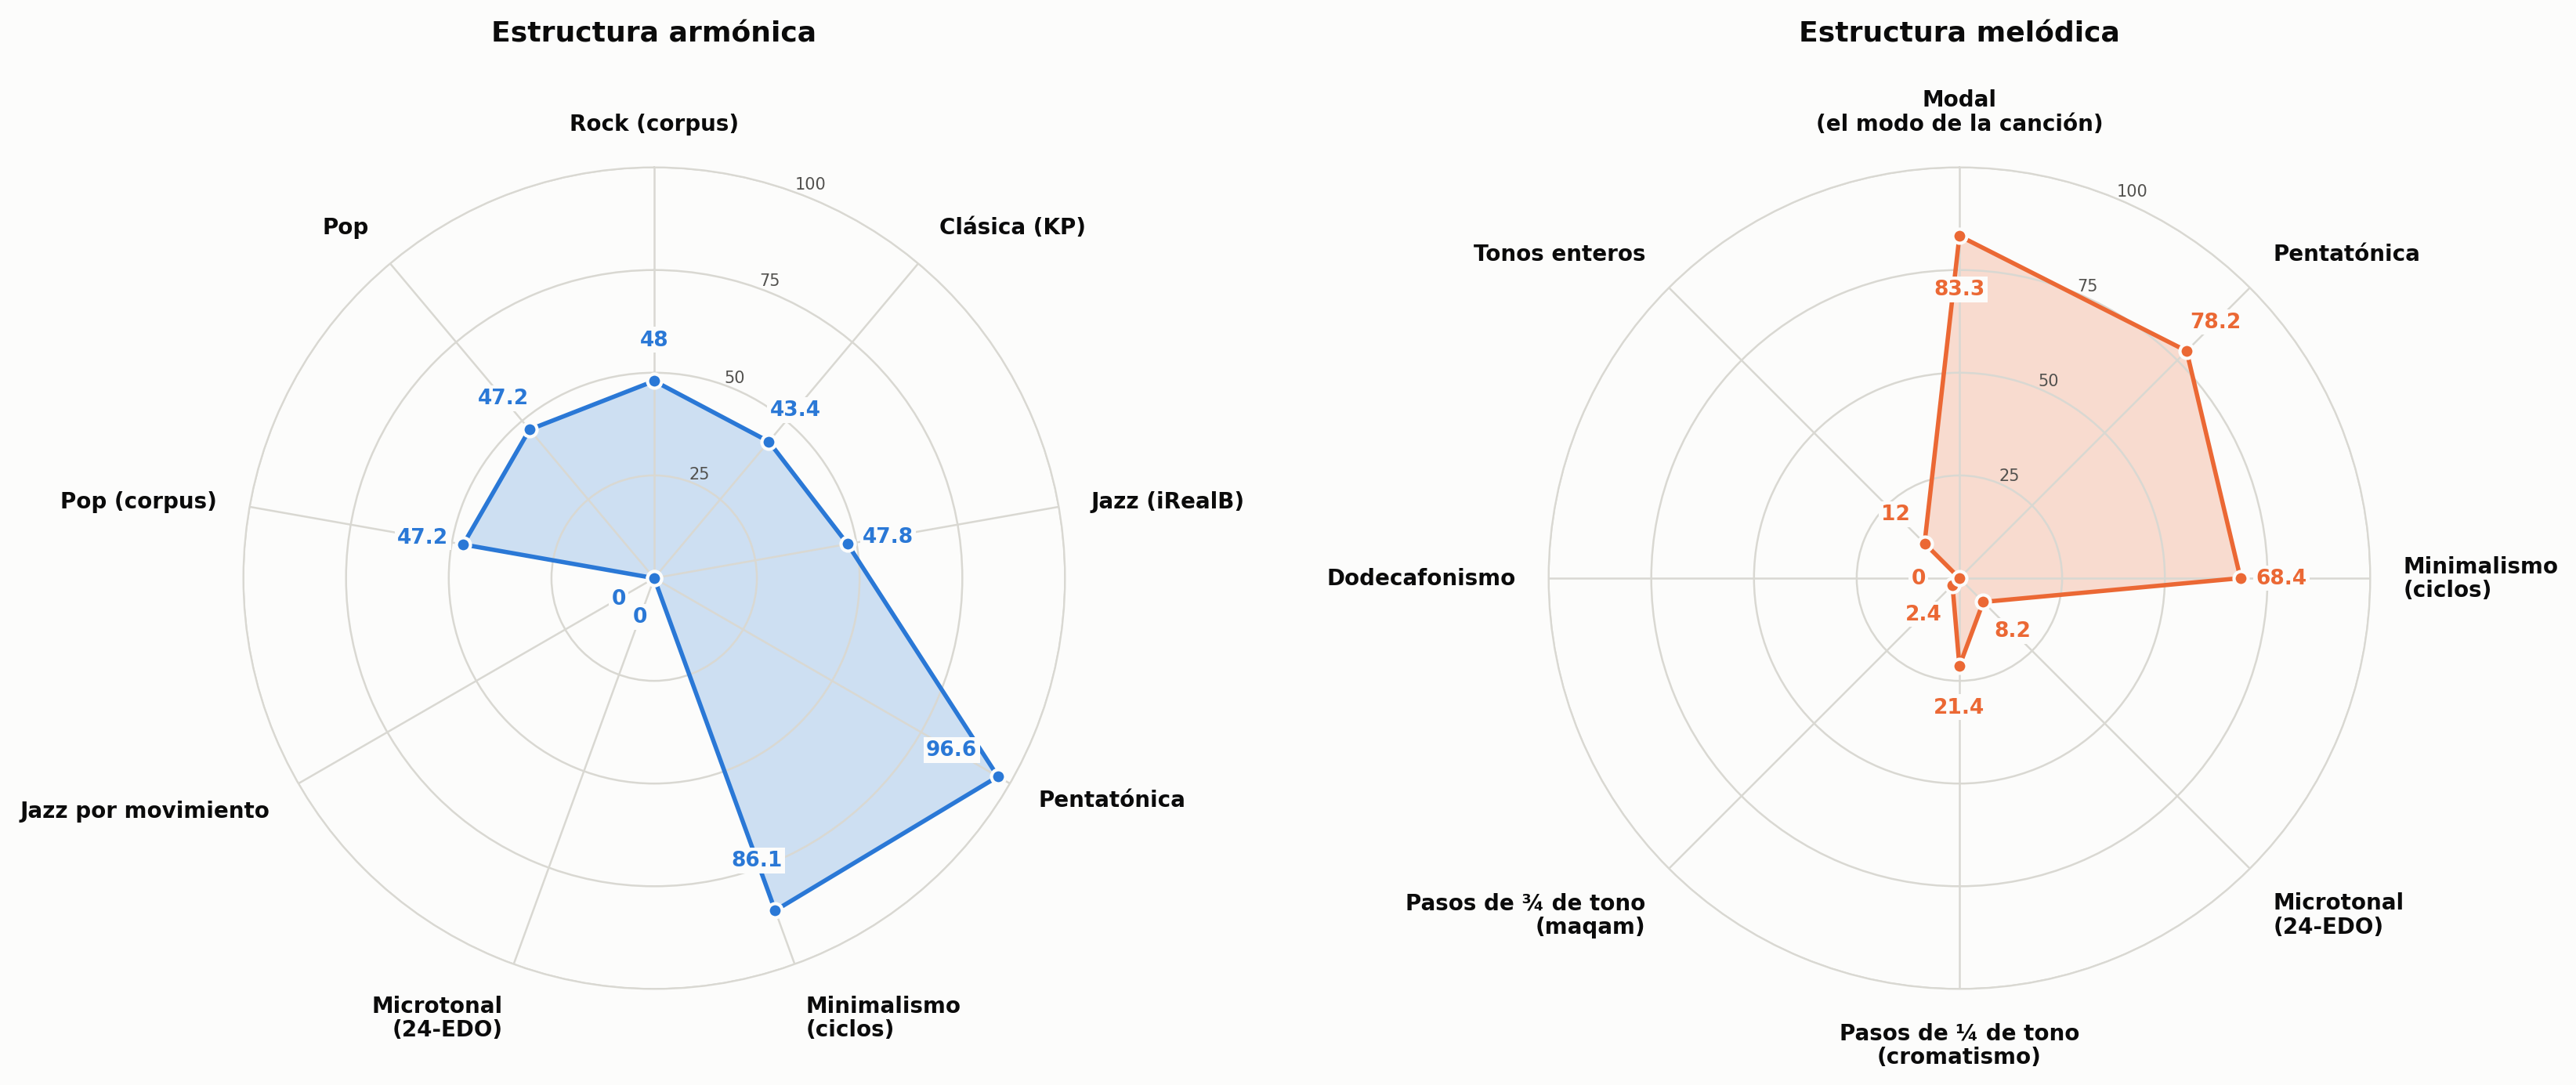 Estructura armónica
Rock (corpus)
Clásica (KP)
Jazz (iRealB)
Pentatónica
Minimalismo
(ciclos)
Microtonal
(24-EDO)
Jazz por movimiento
Pop (corpus)
Pop
100
75
50
25
48
43.4
47.8
96.6
86.1
0
0
47.2
47.2
Estructura melódica
Modal
(el modo de la canción)
Pentatónica
Minimalismo
(ciclos)
Microtonal
(24-EDO)
Pasos de ¼ de tono
(cromatismo)
Pasos de ¾ de tono
(maqam)
Dodecafonismo
Tonos enteros
100
75
50
25
83.3
78.2
68.4
8.2
21.4
2.4
0
12